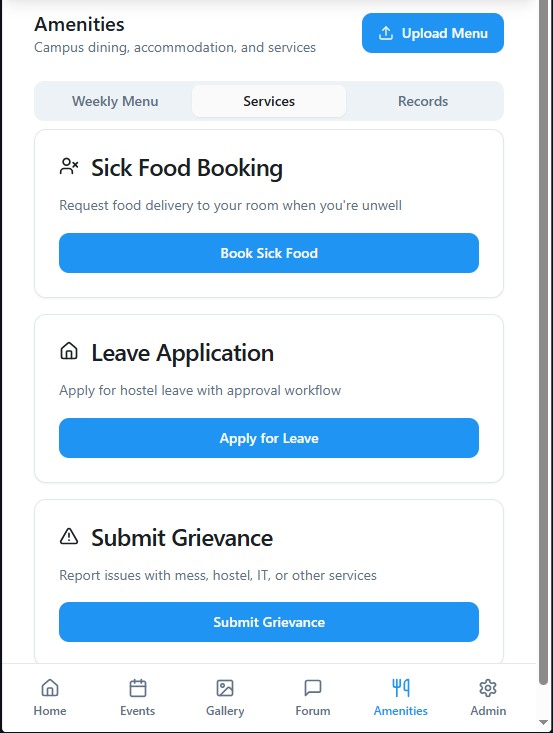 Amenities
Campus dining, accommodation, and services
Upload Menu
Weekly Menu
Services
Records
Sick Food Booking
Request food delivery to your room when you're unwell
Book Sick Food
Leave Application
Apply for hostel leave with approval workflow
Apply for Leave
Submit Grievance
Report issues with mess, hostel, IT, or other services
Submit Grievance
Home
Events
Gallery
Forum
Amenities
Admin